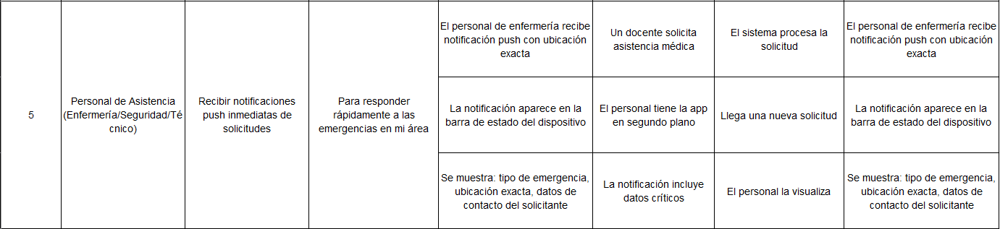 5
Personal de Asistencia
(Enfermería/Seguridad/Té
cnico)
Recibir notificaciones
push inmediatas de
solicitudes
Para responder
rápidamente a las
emergencias en mi área
El personal de enfermería recibe
notificación push con ubicación
exacta
Un docente solicita
asistencia médica
El sistema procesa la
solicitud
El personal de enfermería recibe
notificación push con ubicación
exacta
La notificación aparece en la
barra de estado del dispositivo
El personal tiene la app
en segundo plano
Llega una nueva solicitud
La notificación aparece en la
barra de estado del dispositivo
Se muestra: tipo de emergencia,
ubicación exacta, datos de
contacto del solicitante
La notificación incluye
datos críticos
El personal la visualiza
Se muestra: tipo de emergencia,
ubicación exacta, datos de
contacto del solicitante